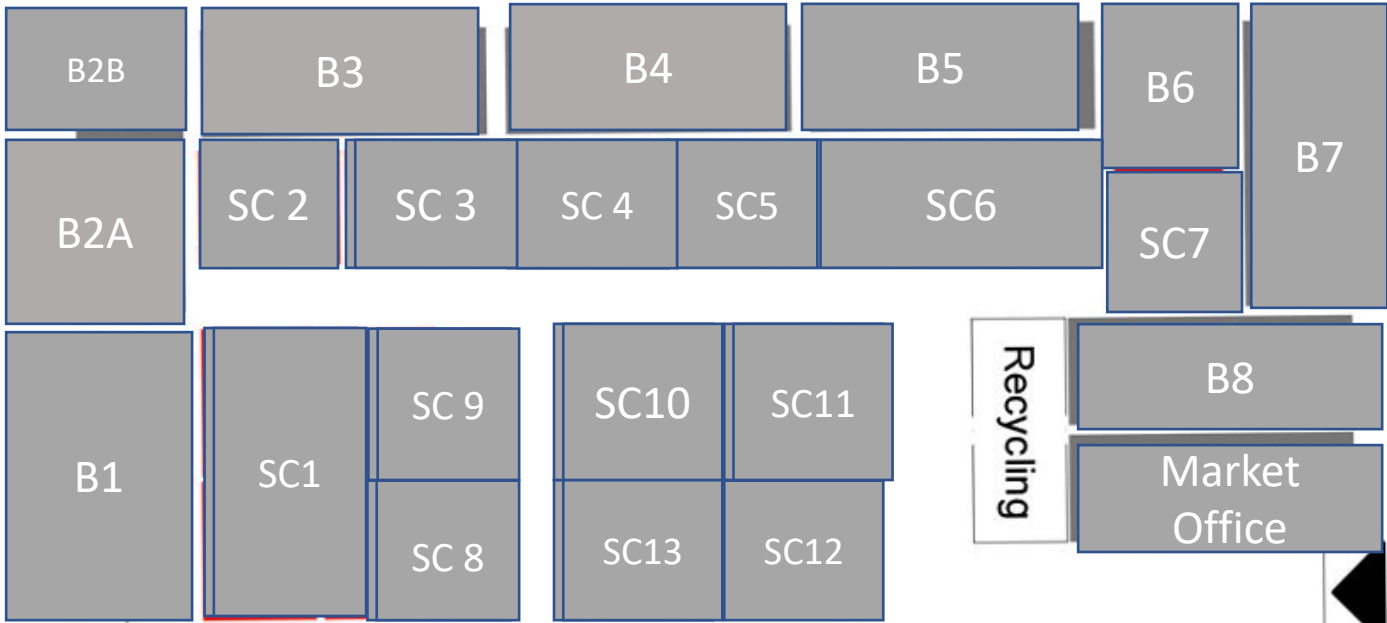 B2B
B3
B4
B5
B6
B7
B2A
SC 2
SC 3
SC 4
SC5
SC6
SC7
B1
SC1
SC 9
SC10
SC11
Recycling
B8
SC 8
SC13
SC12
Market
Office